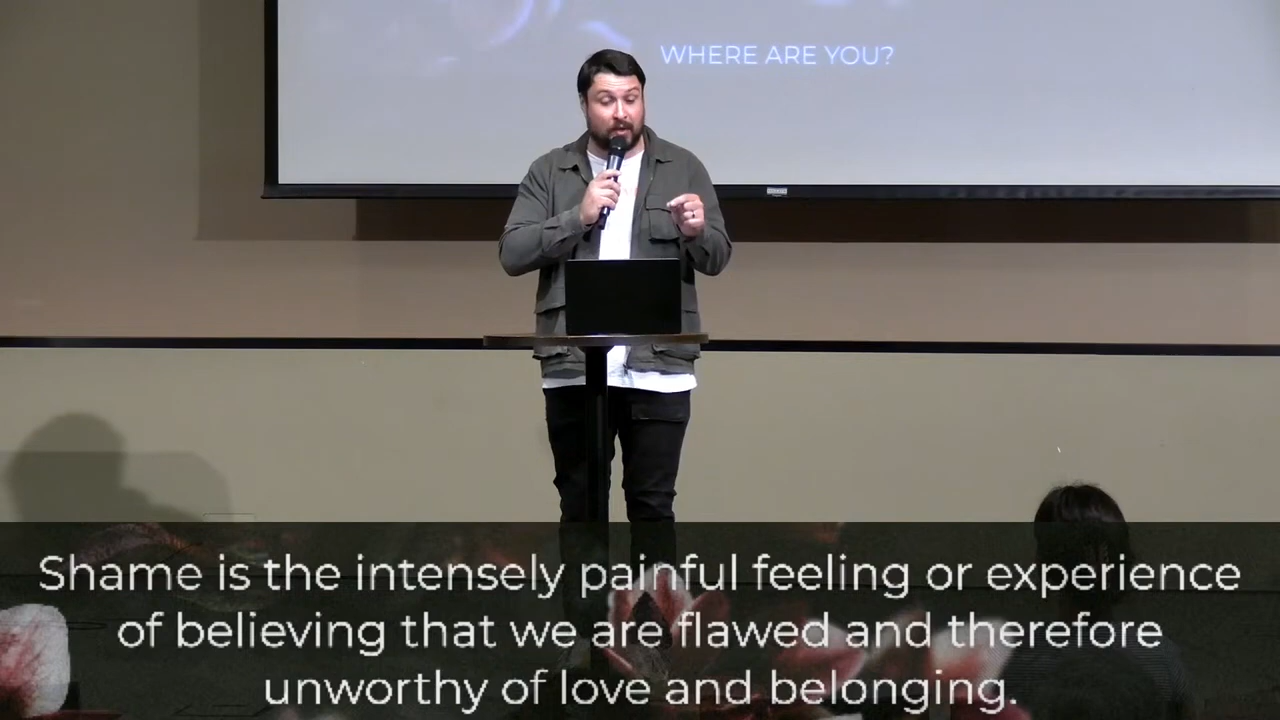 WHERE ARE YOU?
Shame is the intensely painful feeling or experience
of believing that we are flawed and therefore
unworthy of love and belonging.